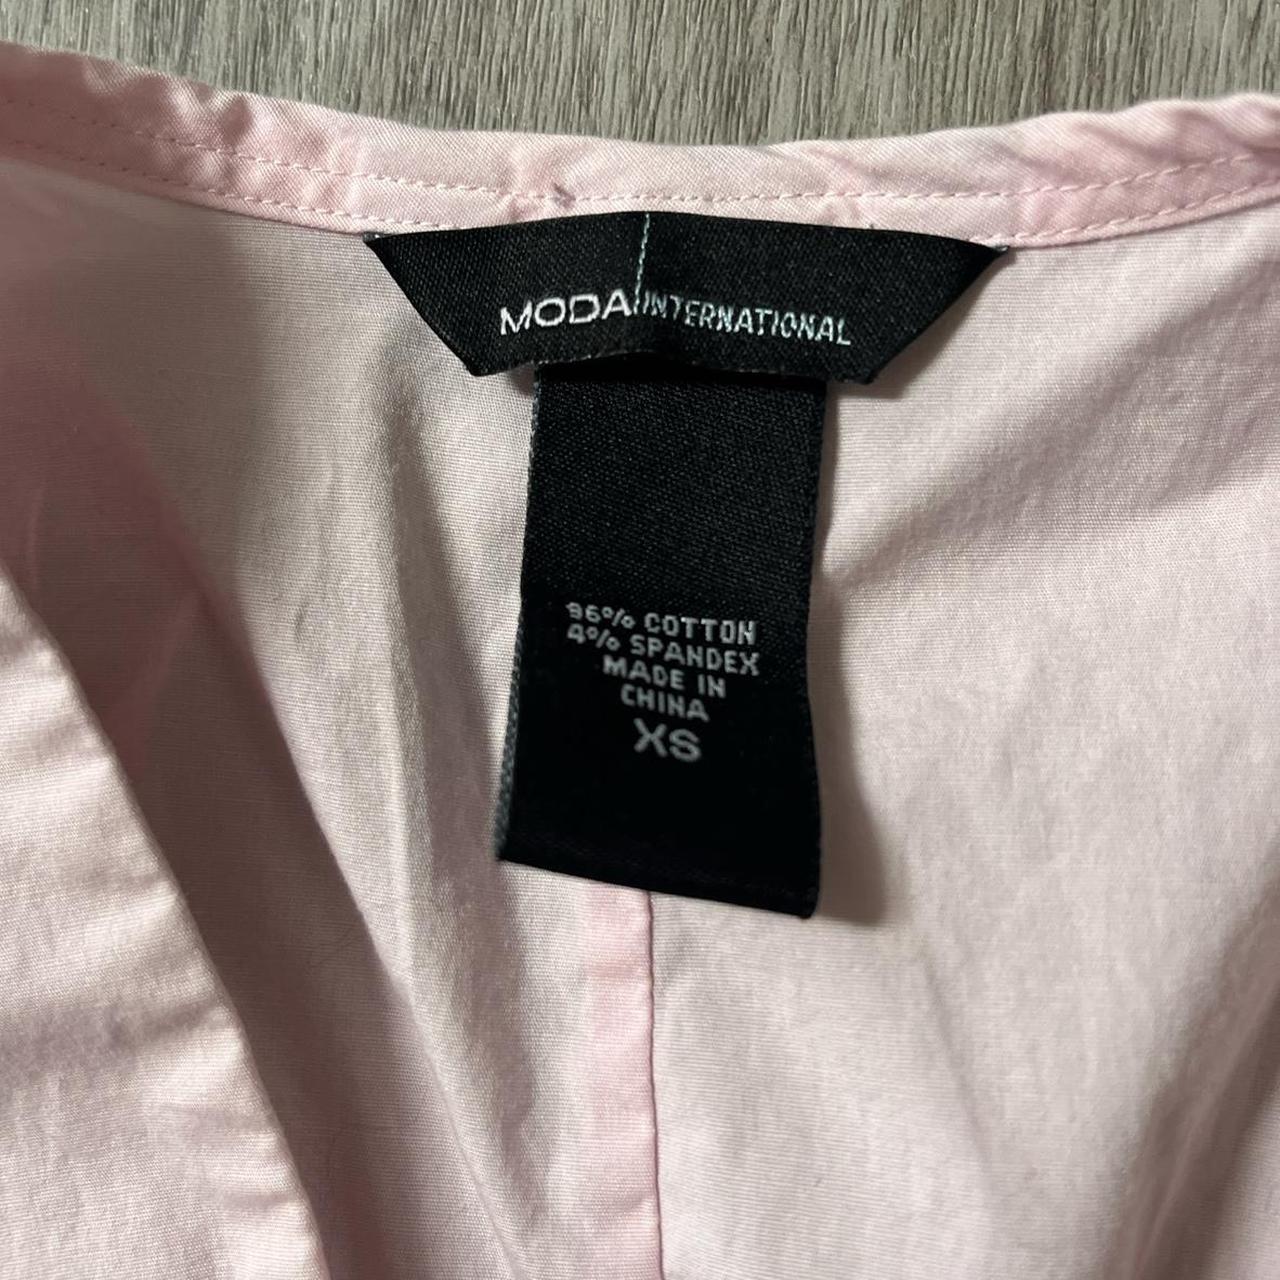 MODA INTERNATIONAL
96% COTTON
4% SPANDEX
MADE IN
CHINA
XS